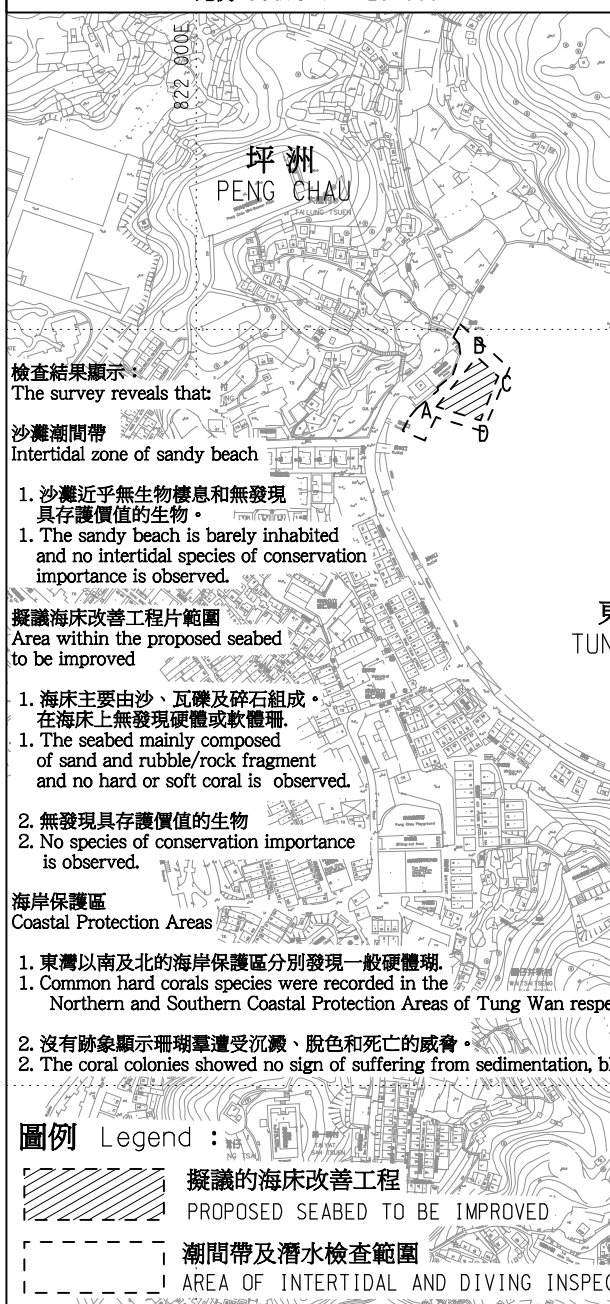 822 000E
坪洲
PENG CHAU
TAI LUNG TSUEN
B
C
A
D
檢查結果顯示：
The survey reveals that:
沙灘潮間帶
Intertidal zone of sandy beach
1. 沙灘近乎無生物棲息和無發現
具存護價值的生物。
1. The sandy beach is barely inhabited
and no intertidal species of conservation
importance is observed.
擬議海床改善工程片範圍
Area within the proposed seabed
to be improved
TUN
1. 海床主要由沙、瓦礫及碎石組成。
在海床上無發現硬體或軟體珊.
1. The seabed mainly composed
of sand and rubble/rock fragment
and no hard or soft coral is observed.
2. 無發現具存護價值的生物
2. No species of conservation importance
is observed.
Peng Chau Playground
海岸保護區
Coastal Protection Areas
1. 東灣以南及北的海岸保護區分別發現一般硬體瑚.
1. Common hard corals species were recorded in the
Northern and Southern Coastal Protection Areas of Tung Wan respe
2. 沒有跡象顯示珊瑚羣遭受沉澱、脫色和死亡的威脅。
2. The coral colonies showed no sign of suffering from sedimentation, bl
圖例 Legend :
擬議的海床改善工程
PROPOSED SEABED TO BE IMPROVED
潮間帶及潛水檢查範圍
AREA OF INTERTIDAL AND DIVING INSPEC